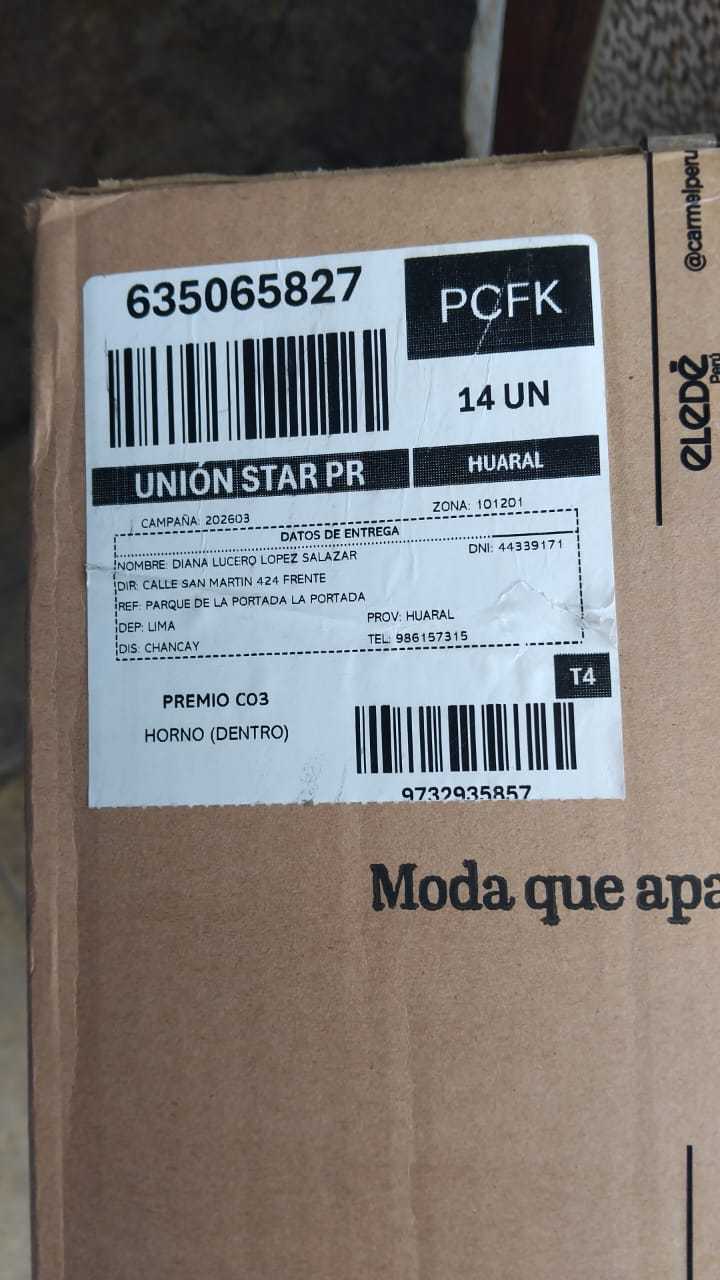 635065827
PCFK
14 UN
UNIÓN STAR PR
HUARAL
CAMPAÑA: 202603
ZONA: 101201
DATOS DE ENTREGA
NOMBRE DIANA LUCERO LOPEZ SALAZAR
DNI: 44339171
DIR: CALLE SAN MARTIN 424 FRENTE
REF: PARQUE DE LA PORTADA LA PORTADA
DEP: LIMA
PROV: HUARAL
DIS: CHANCAY
TEL: 986157315
T4
PREMIO C03
HORNO (DENTRO)
9732935857
@carmelperu
eLeDë
Perú
Moda que apa